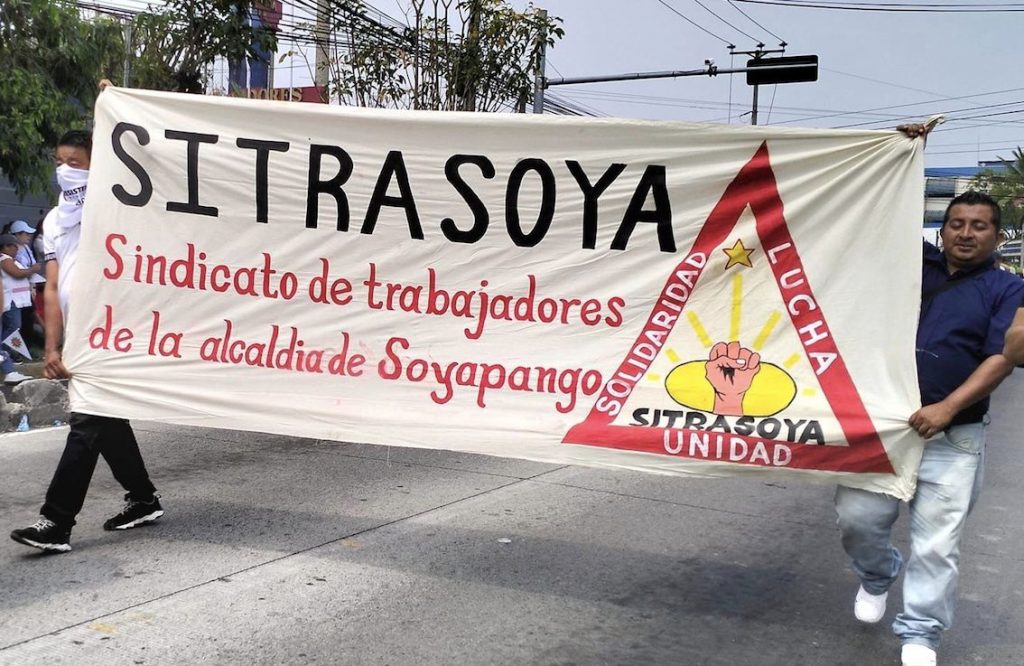 SITRASOYA
Sindicato de trabajadores
de la alcaldia de Soyapango
SOLIDARIDAD
LUCHA
SITRASOYA
UNIDAD